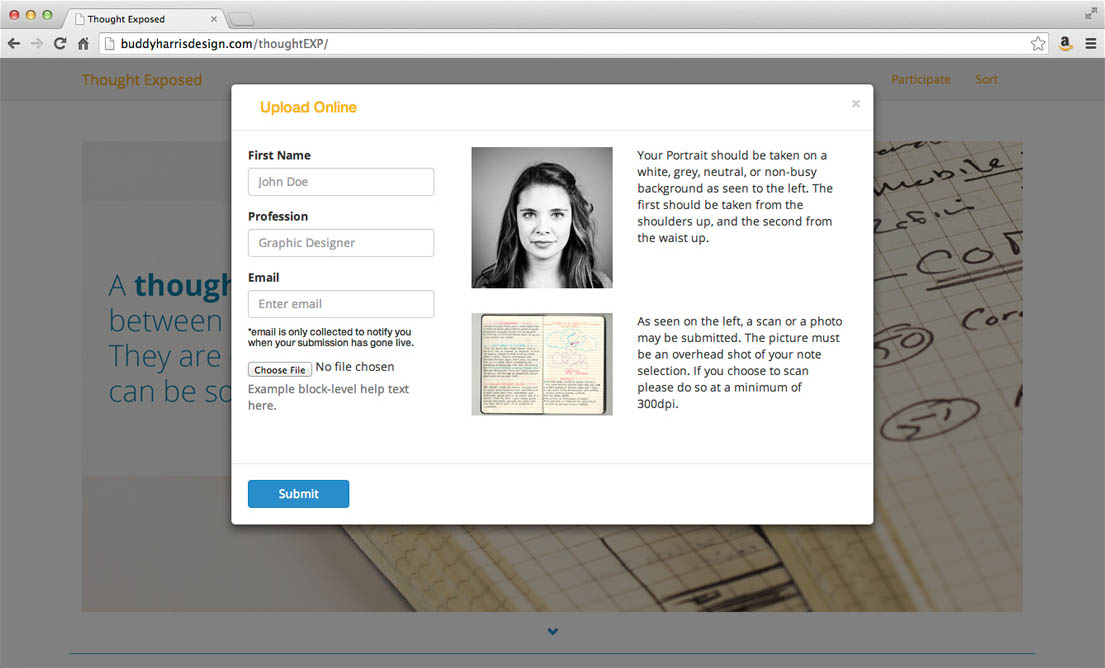 Thought Exposed
buddyharrisdesign.com/thoughtEXP/
Thought Exposed
Participate
Sort
Upload Online
×
First Name
John Doe
Profession
Graphic Designer
Email
Enter email
*email is only collected to notify you
when your submission has gone live.
Choose File No file chosen
Example block-level help text
here.
Your Portrait should be taken on a
white, grey, neutral, or non-busy
background as seen to the left. The
first should be taken from the
shoulders up, and the second from
the waist up.
As seen on the left, a scan or a photo
may be submitted. The picture must
be an overhead shot of your note
selection. If you choose to scan
please do so at a minimum of
300dpi.
Submit
A though
between
They are
can be so
mobile